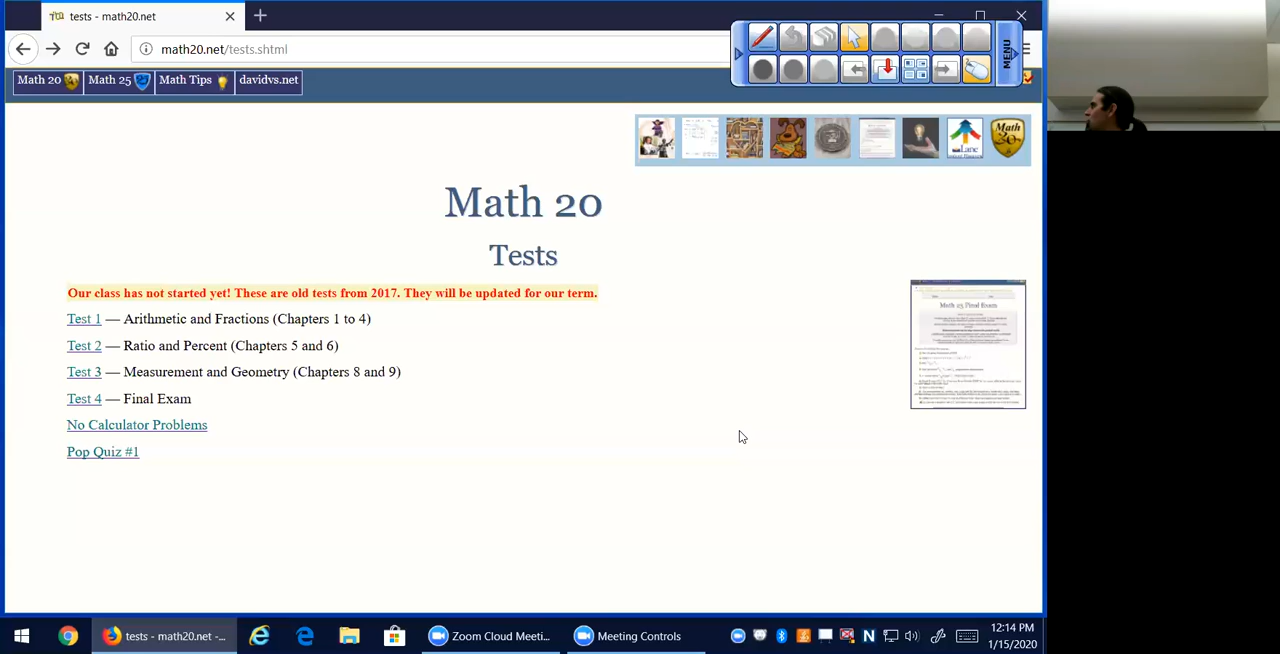 tests - math20.net
math20.net/tests.shtml
MENU
Math 20 Math 25 Math Tips davidvs.net
Lane
Math 20
Math 20
Tests
Our class has not started yet! These are old tests from 2017. They will be updated for our term.
Test 1 — Arithmetic and Fractions (Chapters 1 to 4)
Test 2 — Ratio and Percent (Chapters 5 and 6)
Test 3 — Measurement and Geometry (Chapters 8 and 9)
Test 4 — Final Exam
No Calculator Problems
Pop Quiz #1
Math 25 Final Exam
tests - math20.net -...
Zoom Cloud Meeti...
Meeting Controls
12:14 PM
1/15/2020